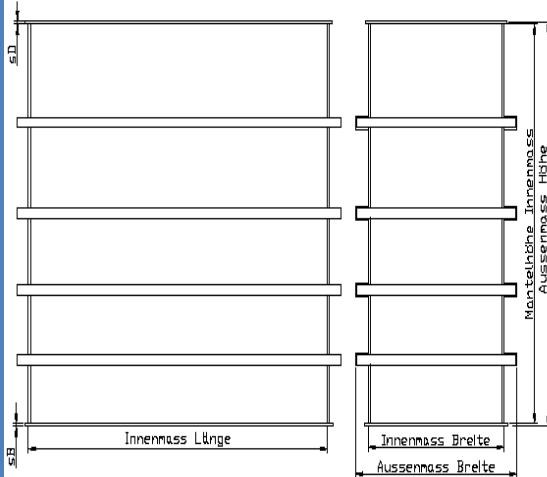 sD
Mantelhöhe Innenmass
Aussenmass Höhe
Innenmass Länge
Innenmass Breite
sB
Aussenmass Breite